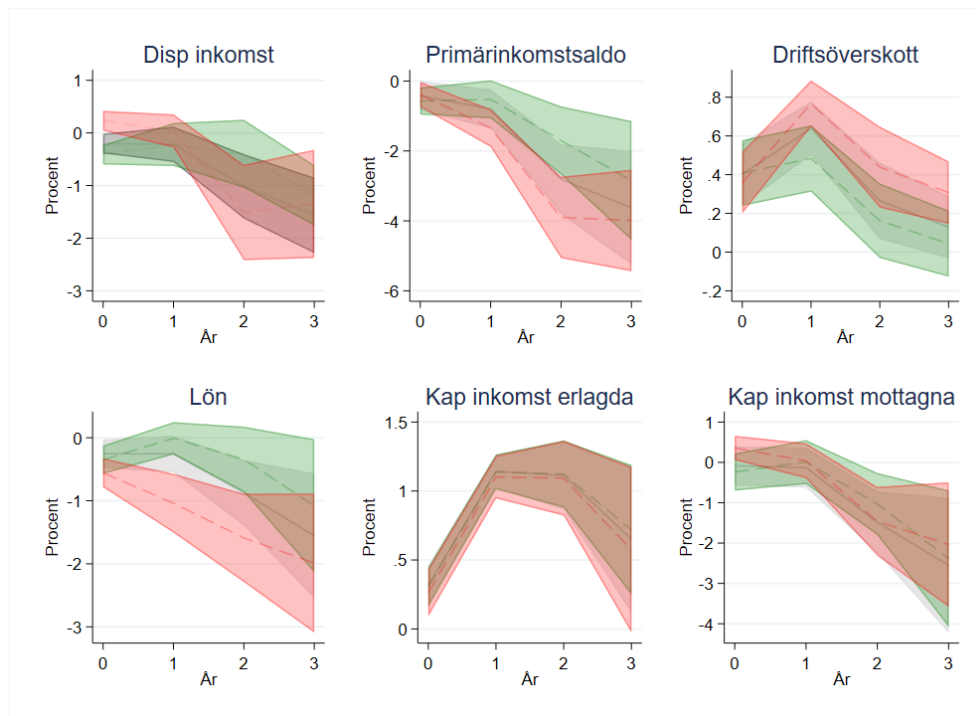 Disp inkomst
Procent
1
0
-1
-2
-3
0 1 2 3
År
Primärinkomstsaldo
Procent
0
-2
-4
-6
0 1 2 3
År
Driftsöverskott
Procent
.8
.6
.4
.2
0
-.2
0 1 2 3
År
Lön
Procent
0
-1
-2
-3
0 1 2 3
År
Kap inkomst erlagda
Procent
1.5
1
.5
0
0 1 2 3
År
Kap inkomst mottagna
Procent
1
0
-1
-2
-3
-4
0 1 2 3
År